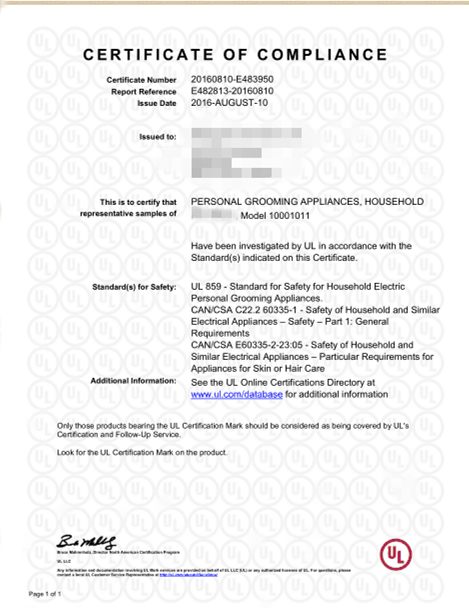 CERTIFICATE OF COMPLIANCE
Certificate Number 20160810-E483950
Report Reference E482813-20160810
Issue Date 2016-AUGUST-10
Issued to:
This is to certify that PERSONAL GROOMING APPLIANCES, HOUSEHOLD
representative samples of , Model 10001011
Have been investigated by UL in accordance with the
Standard(s) indicated on this Certificate.
Standard(s) for Safety: UL 859 - Standard for Safety for Household Electric
Personal Grooming Appliances.
CAN/CSA C22.2 60335-1 - Safety of Household and Similar
Electrical Appliances – Safety – Part 1: General
Requirements
CAN/CSA E60335-2-23:05 - Safety of Household and
Similar Electrical Appliances – Particular Requirements for
Appliances for Skin or Hair Care
Additional Information: See the UL Online Certifications Directory at
www.ul.com/database for additional information
Only those products bearing the UL Certification Mark should be considered as being covered by UL's
Certification and Follow-Up Service.
Look for the UL Certification Mark on the product.
Bruce Mahrenholz, Director North American Certification Program
UL LLC
Any information and documentation involving UL Mark services are provided on behalf of UL LLC (UL) or any authorized licensee of UL. For questions, please
contact a local UL Customer Service Representative at
UL
Page 1 of 1